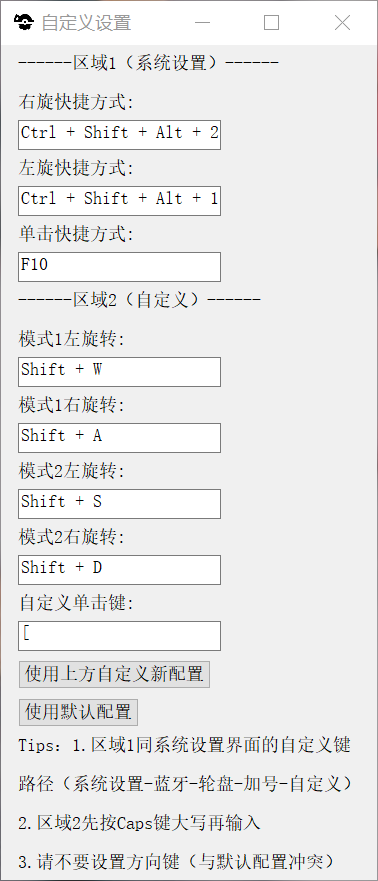 自定义设置
------区域1（系统设置）------
右旋快捷方式:
Ctrl + Shift + Alt + 2
左旋快捷方式:
Ctrl + Shift + Alt + 1
单击快捷方式:
F10
------区域2（自定义）------
模式1左旋转:
Shift + W
模式1右旋转:
Shift + A
模式2左旋转:
Shift + S
模式2右旋转:
Shift + D
自定义单击键:
[
使用上方自定义新配置
使用默认配置
Tips: 1.区域1同系统设置界面的自定义键
路径（系统设置-蓝牙-轮盘-加号-自定义）
2.区域2先按Caps键大写再输入
3.请不要设置方向键（与默认配置冲突）